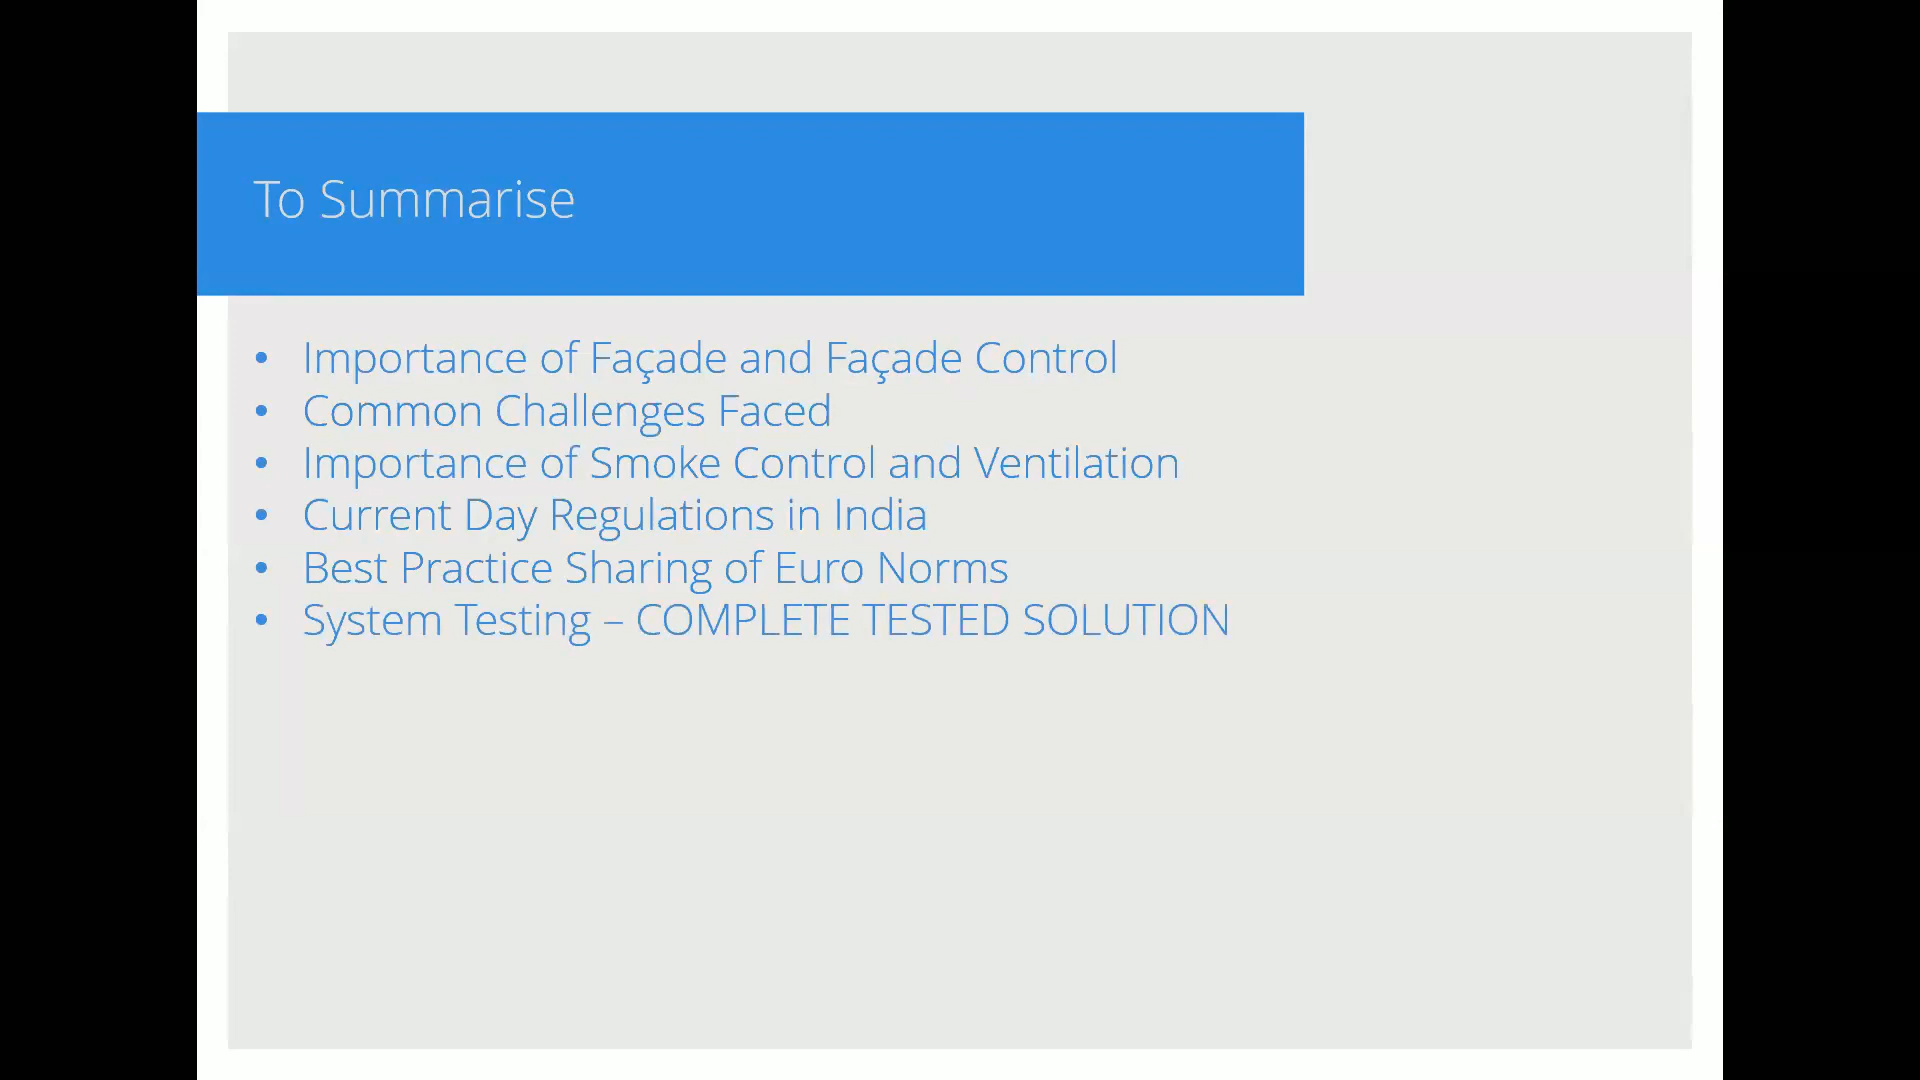 To Summarise
• Importance of Façade and Façade Control
• Common Challenges Faced
• Importance of Smoke Control and Ventilation
• Current Day Regulations in India
• Best Practice Sharing of Euro Norms
• System Testing – COMPLETE TESTED SOLUTION